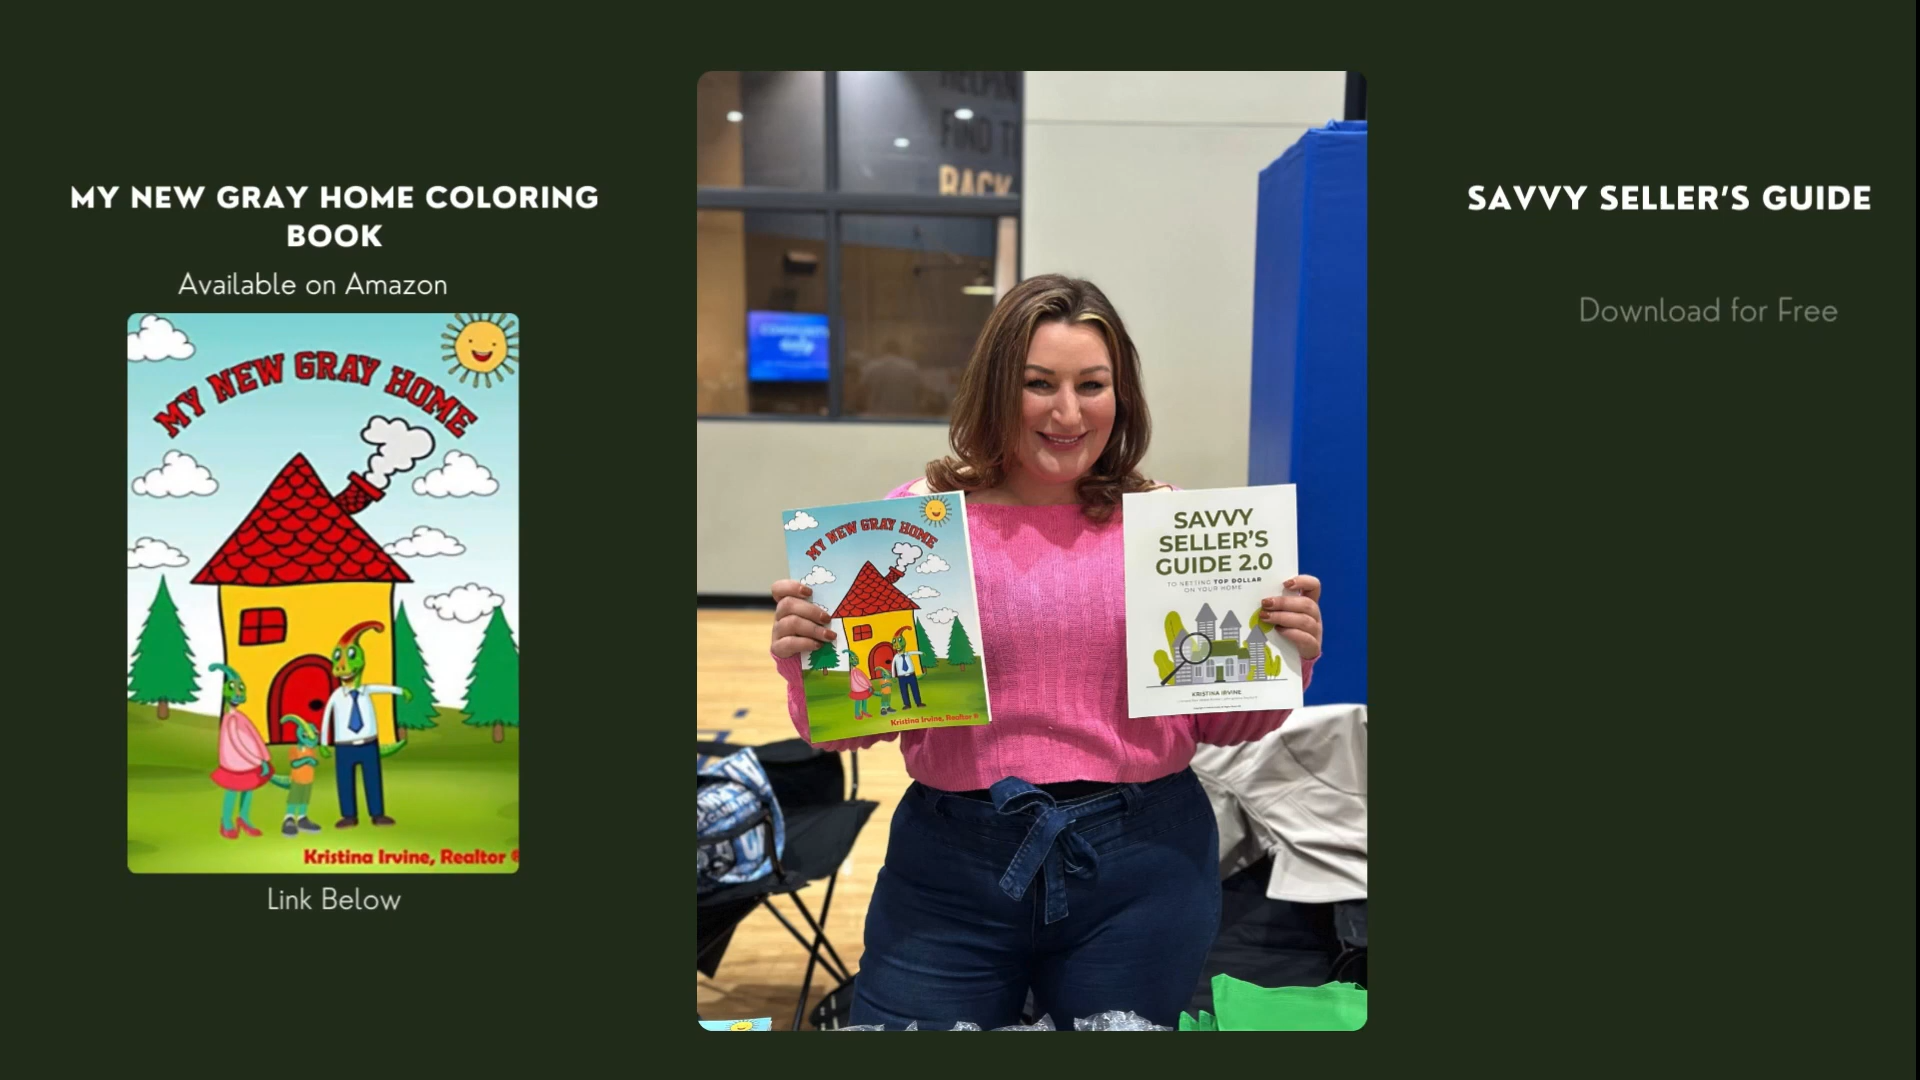 MY NEW GRAY HOME COLORING
BOOK
Available on Amazon
MY NEW GRAY HOME
Kristina Irvine, Realtor ®
Link Below
FIND
BACK
MY NEW GRAY HOME
Kristina Irvine, Realtor ®
SAVVY
SELLER'S
GUIDE 2.0
TO NETTING TOP DOLLAR
ON YOUR HOME
KRISTINA IRVINE
SAVVY SELLER'S GUIDE
Download for Free